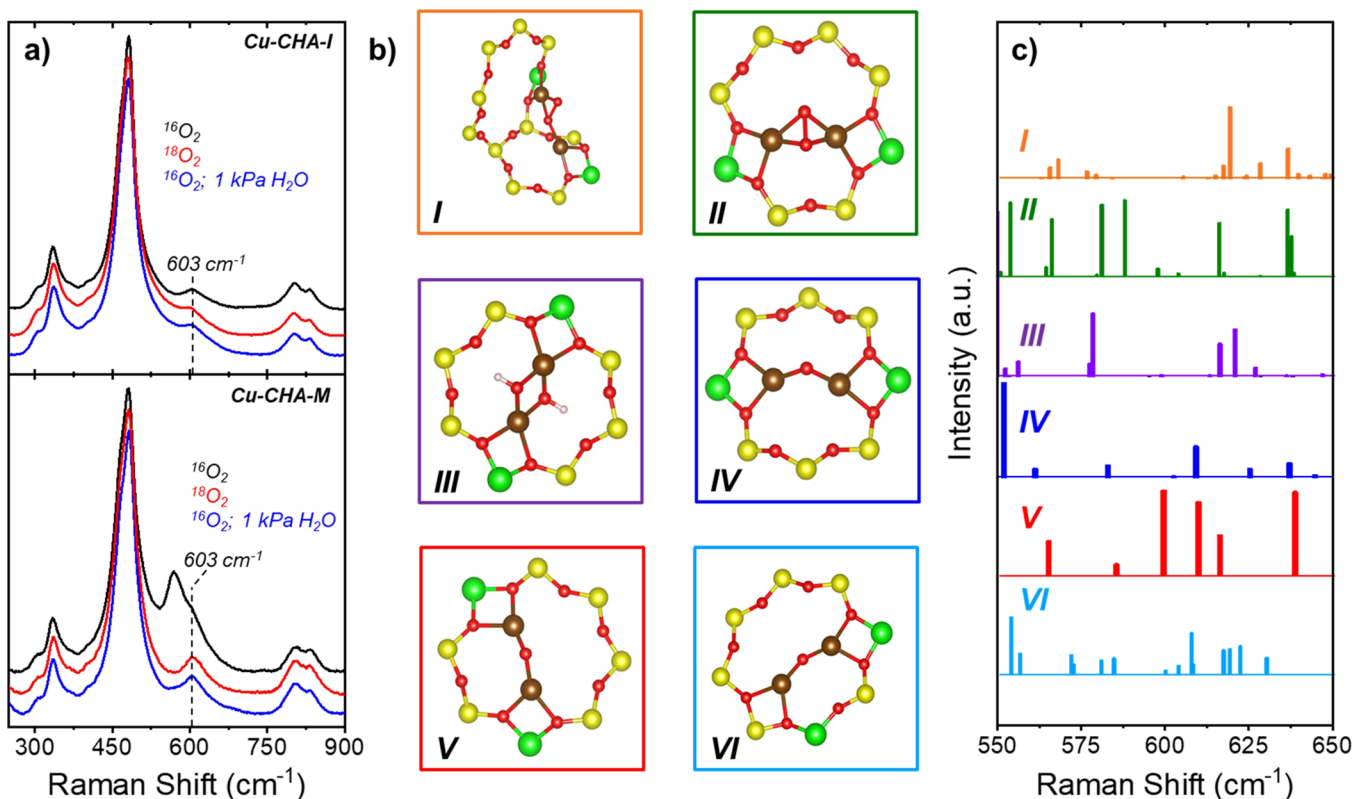 a)
Cu-CHA-I
¹⁶O₂
¹⁸O₂
¹⁶O₂; 1 kPa H₂O
603 cm⁻¹
Cu-CHA-M
¹⁶O₂
¹⁸O₂
¹⁶O₂; 1 kPa H₂O
603 cm⁻¹
300 450 600 750 900
Raman Shift (cm⁻¹)
b)
I
II
III
IV
V
VI
c)
Intensity (a.u.)
I
II
III
IV
V
VI
550 575 600 625 650
Raman Shift (cm⁻¹)